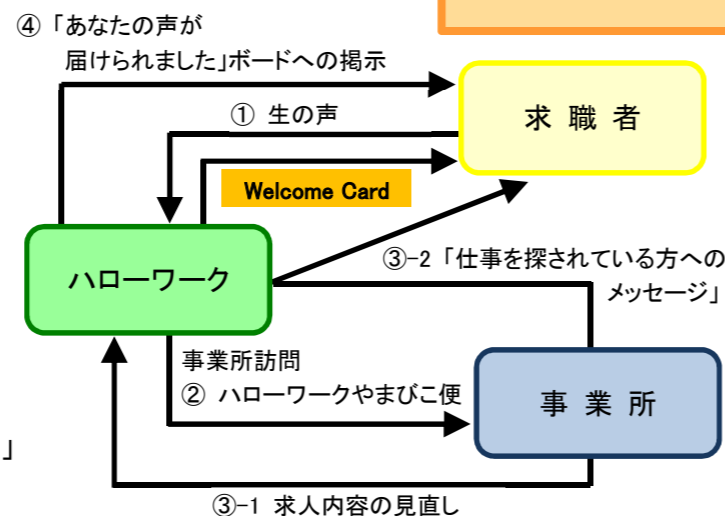 ④ 「あなたの声が
届けられました」ボードへの掲示
① 生の声
求 職 者
Welcome Card
ハローワーク
③-2 「仕事を探されている方への
メッセージ」
事業所訪問
② ハローワークやまびこ便
事 業 所
」
③-1 求人内容の見直し